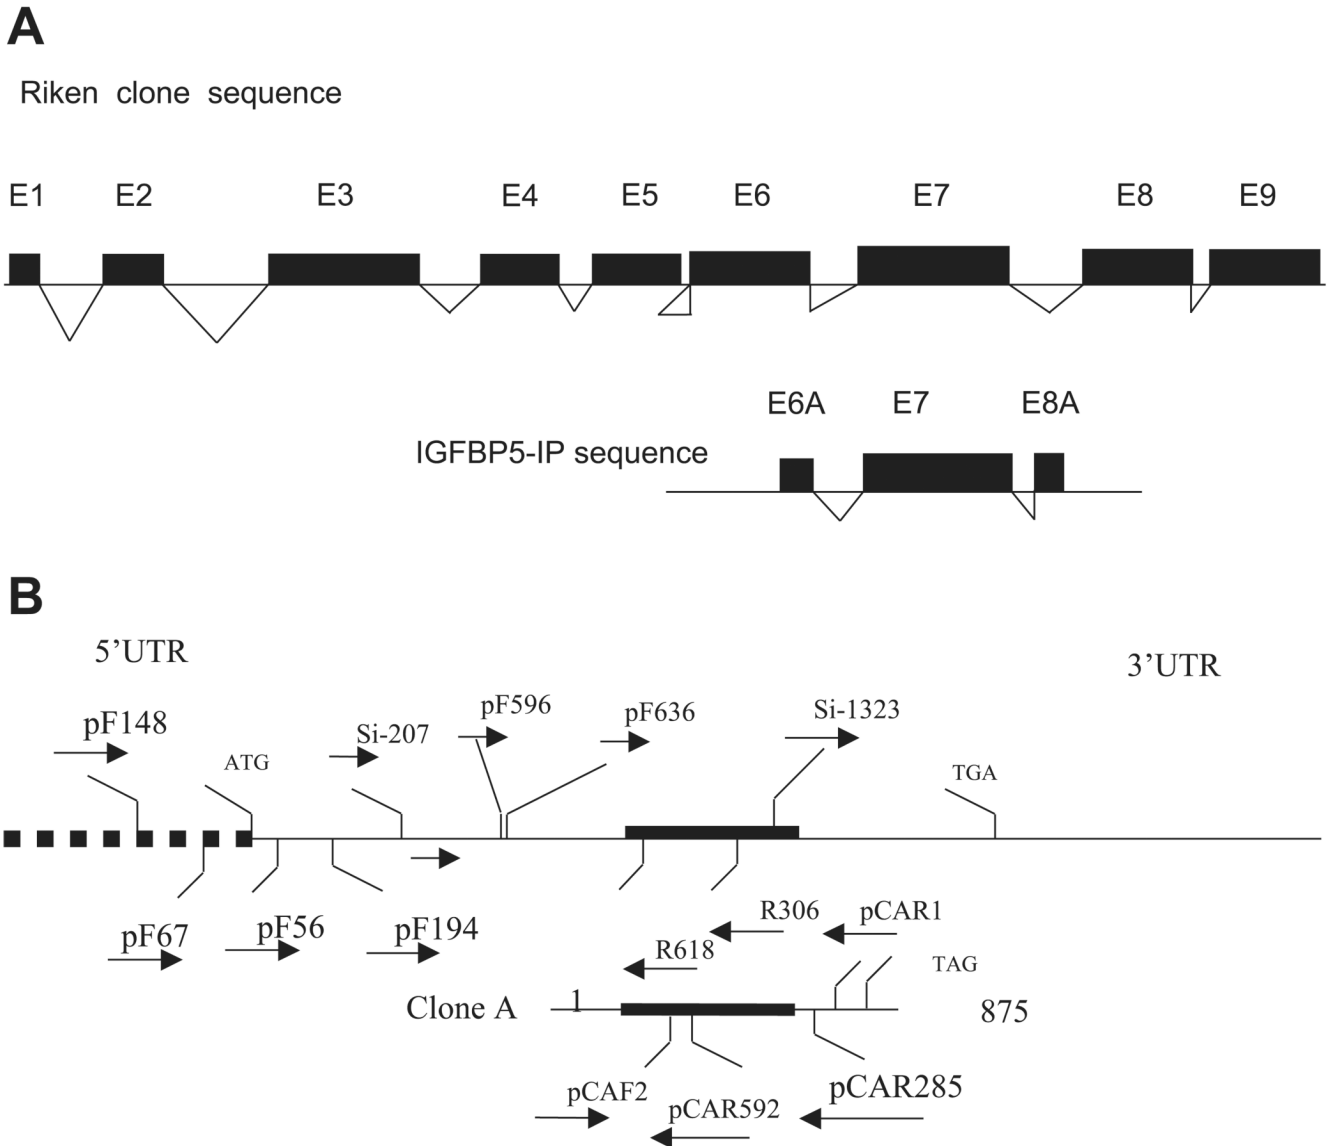 A
Riken clone sequence
E1 E2 E3 E4 E5 E6 E7 E8 E9
E6A E7 E8A
IGFBP5-IP sequence
B
5’UTR
3’UTR
pF148 Si-207 pF596 pF636 Si-1323
ATG TGA
pF67 pF56 pF194 R306 pCAR1
R618 TAG
Clone A 1 875
pCAF2 pCAR592 pCAR285